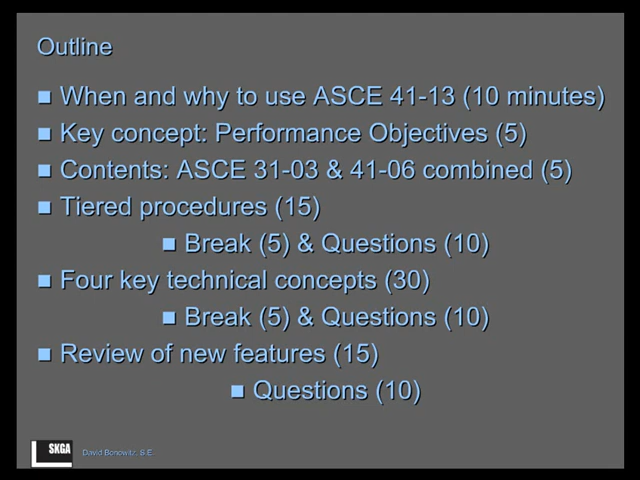 Outline
When and why to use ASCE 41-13 (10 minutes)
Key concept: Performance Objectives (5)
Contents: ASCE 31-03 & 41-06 combined (5)
Tiered procedures (15)
Break (5) & Questions (10)
Four key technical concepts (30)
Break (5) & Questions (10)
Review of new features (15)
Questions (10)
SKGA
David Bonowitz, S.E.